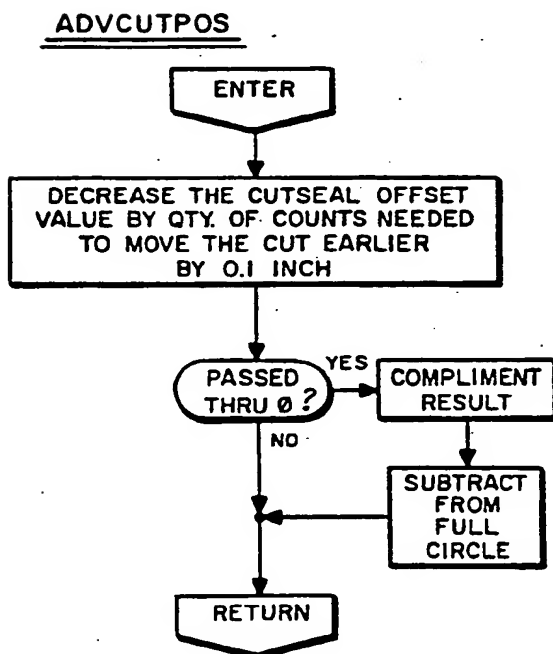 ADVCUTPOS
ENTER
DECREASE THE CUTSEAL OFFSET
VALUE BY QTY. OF COUNTS NEEDED
TO MOVE THE CUT EARLIER
BY 0.1 INCH
PASSED
THRU Ø?
YES
NO
COMPLIMENT
RESULT
SUBTRACT
FROM
FULL
CIRCLE
RETURN